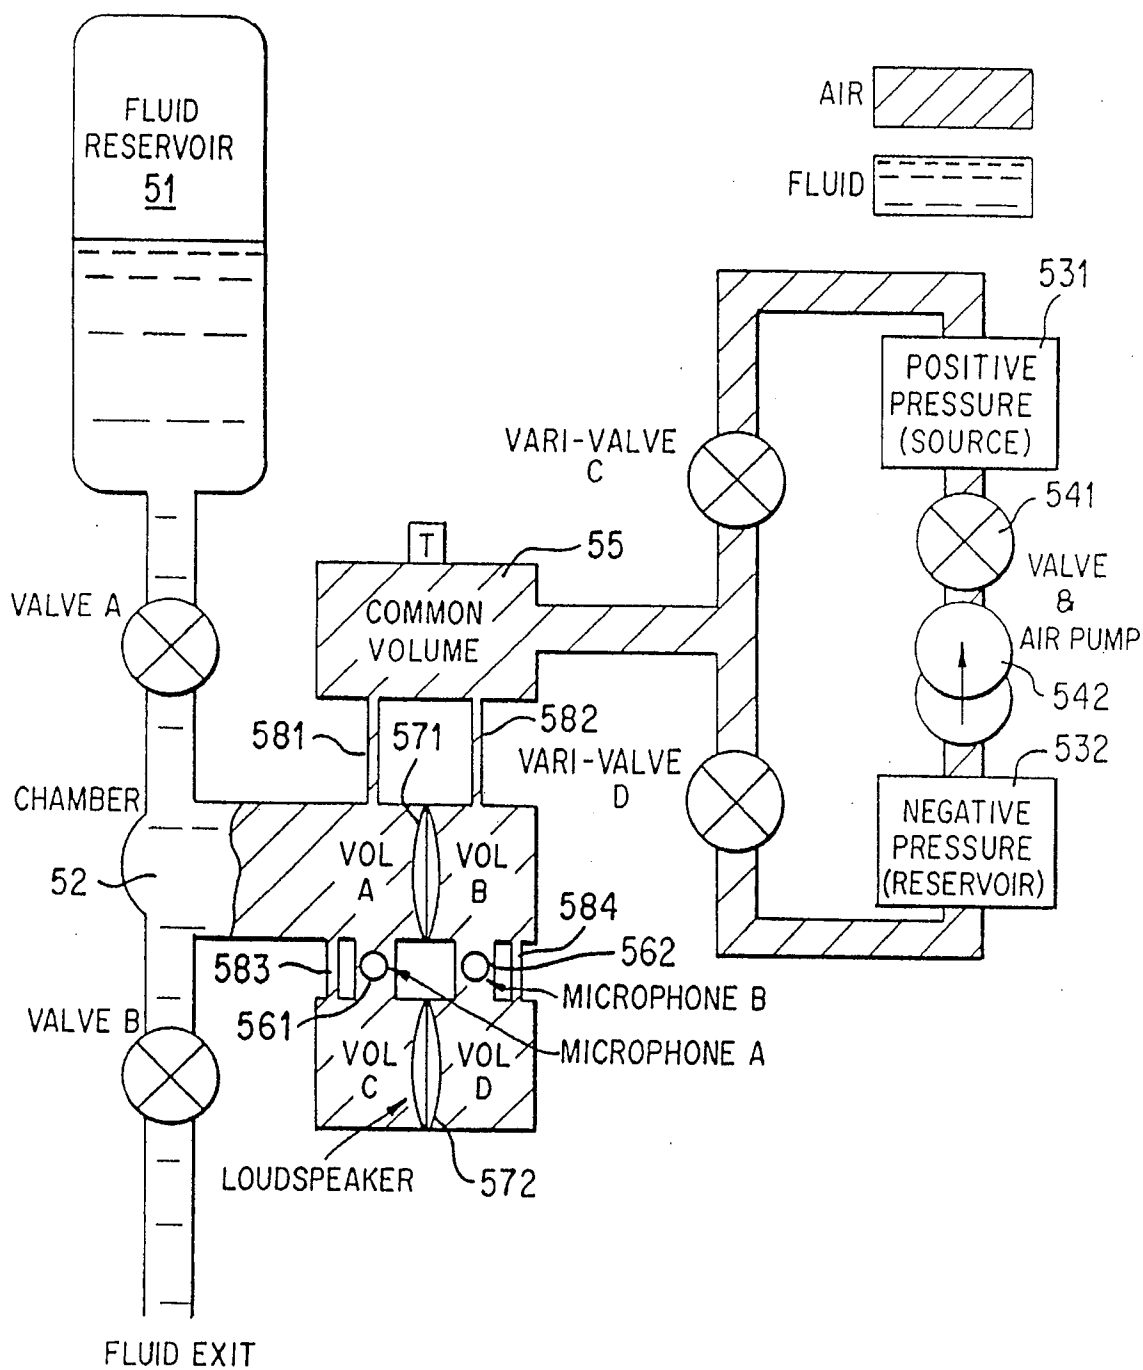 FLUID
RESERVOIR
51
AIR
FLUID
531
POSITIVE
PRESSURE
(SOURCE)
VARI-VALVE
C
541
VALVE
&
AIR PUMP
542
T
55
COMMON
VOLUME
VALVE A
581
571
582
VARI-VALVE
D
532
NEGATIVE
PRESSURE
(RESERVOIR)
CHAMBER
52
VOL
A
VOL
B
584
583
561
562
MICROPHONE B
MICROPHONE A
VALVE B
VOL
C
VOL
D
LOUDSPEAKER
572
FLUID EXIT